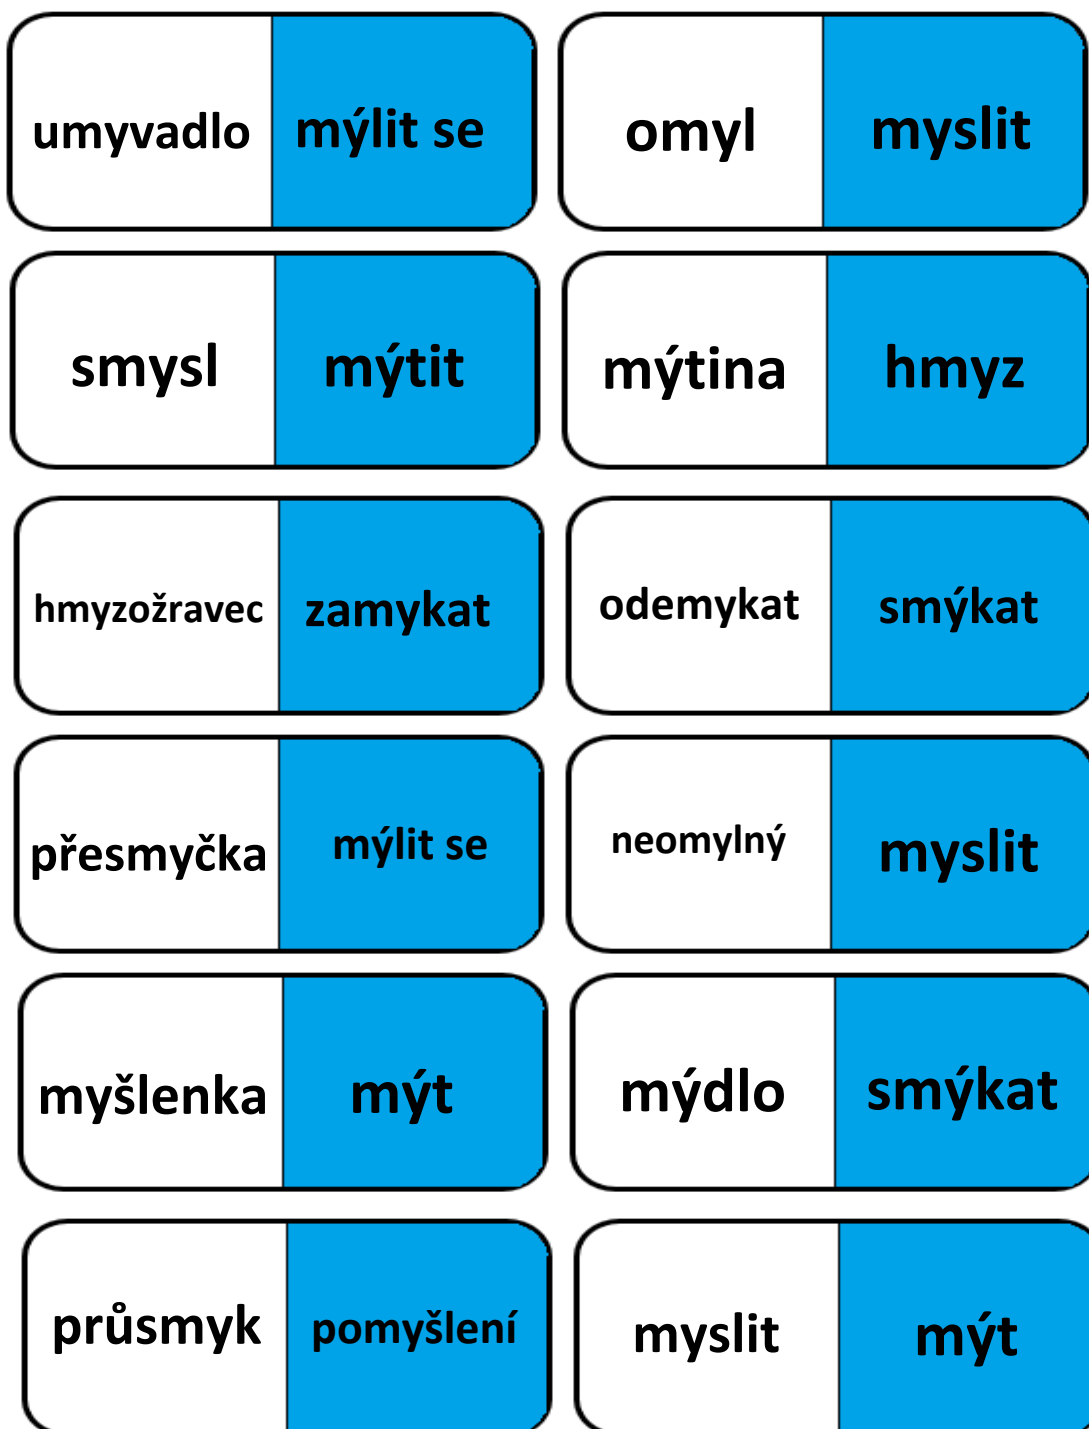 umyvadlo mýlit se
omyl myslit
smysl mýtit
mýtina hmyz
hmyzožravec zamykat
odemykat smýkat
přesmyčka mýlit se
neomylný myslit
myšlenka mýt
mýdlo smýkat
průsmyk pomyšlení
myslit mýt